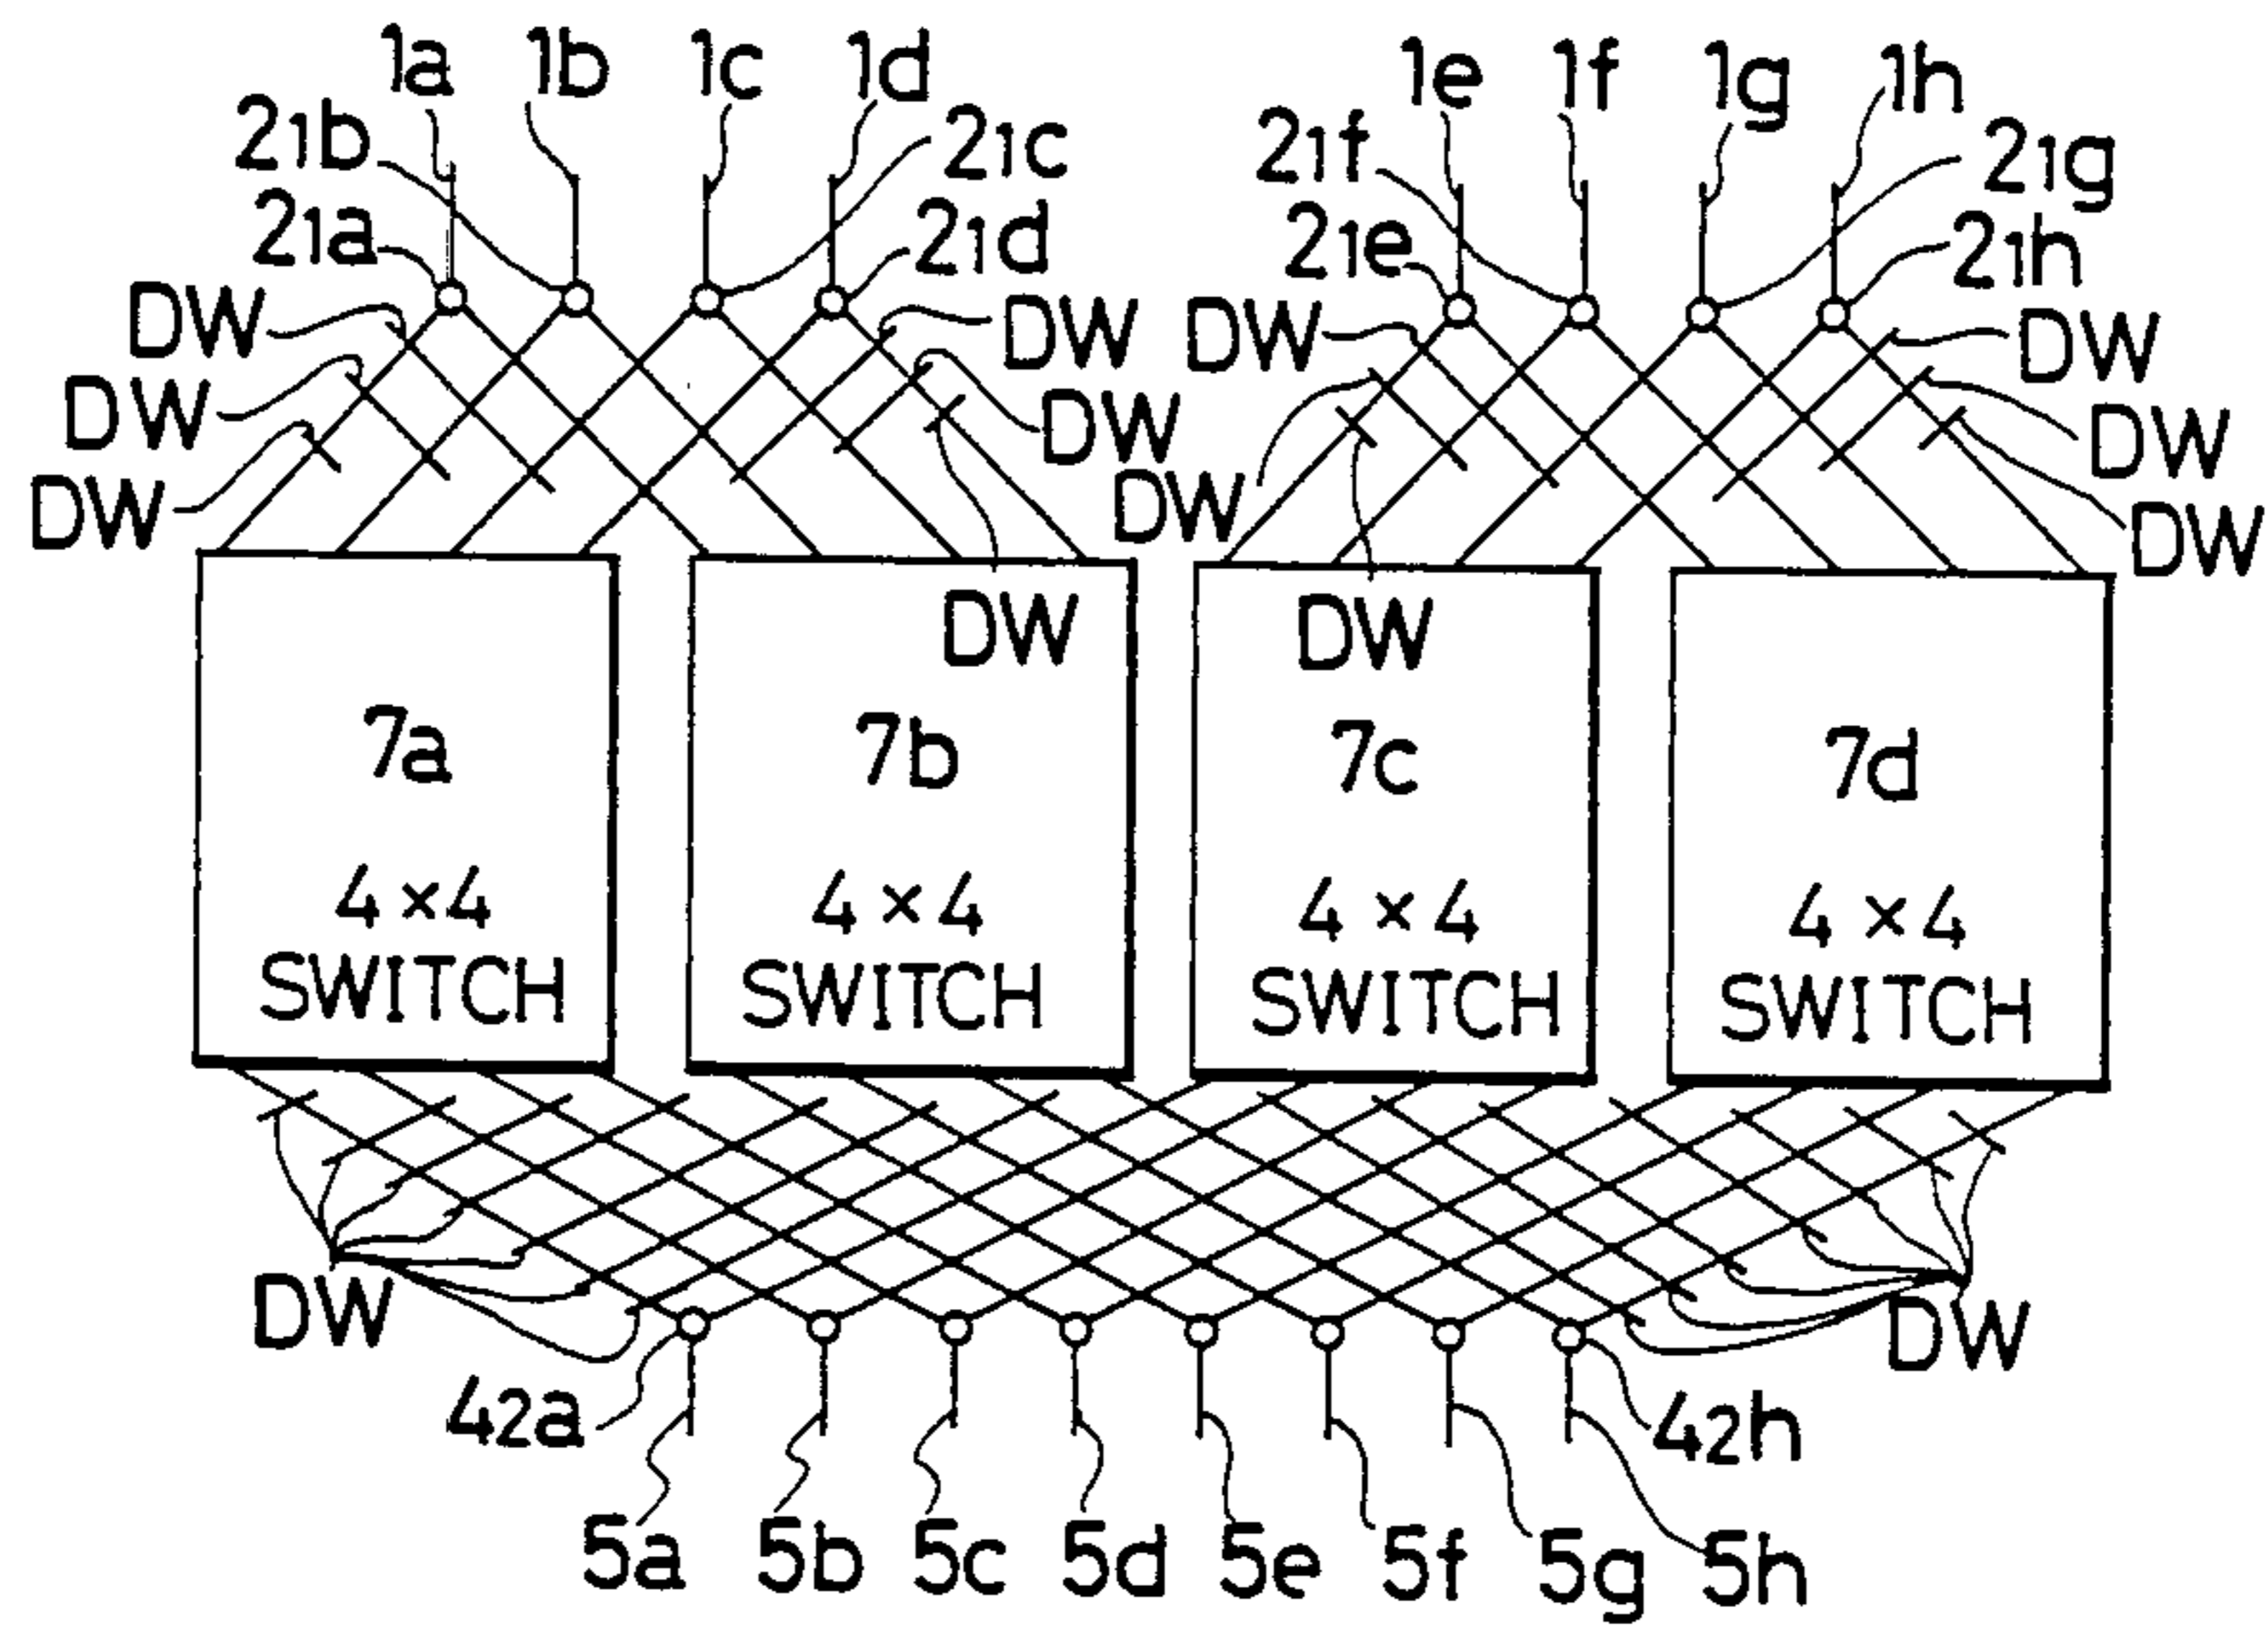 1a 1b 1c 1d 1e 1f 1g 1h
21b 21c 21f 21g
21a 21d 21e 21h
DW DW DW DW
DW DW DW
DW DW DW
DW DW
7a 7b 7c 7d
4×4 4×4 4×4 4×4
SWITCH SWITCH SWITCH SWITCH
DW DW
42a 42h
5a 5b 5c 5d 5e 5f 5g 5h